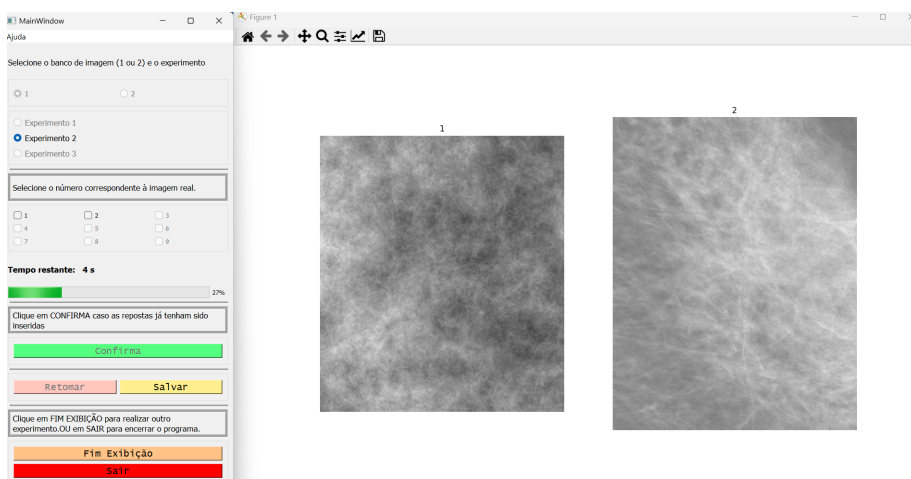 MainWindow
Ajuda
Selecione o banco de imagem (1 ou 2) e o experimento
1 2
Experimento 1
Experimento 2
Experimento 3
Selecione o número correspondente à imagem real.
1 2 3
4 5 6
7 8 9
Tempo restante: 4 s
27%
Clique em CONFIRMA caso as repostas já tenham sido
inseridas
Confirma
Retomar Salvar
Clique em FIM EXIBIÇÃO para realizar outro
experimento.OU em SAIR para encerrar o programa.
Fim Exibição
Sair
Figure 1
1
2